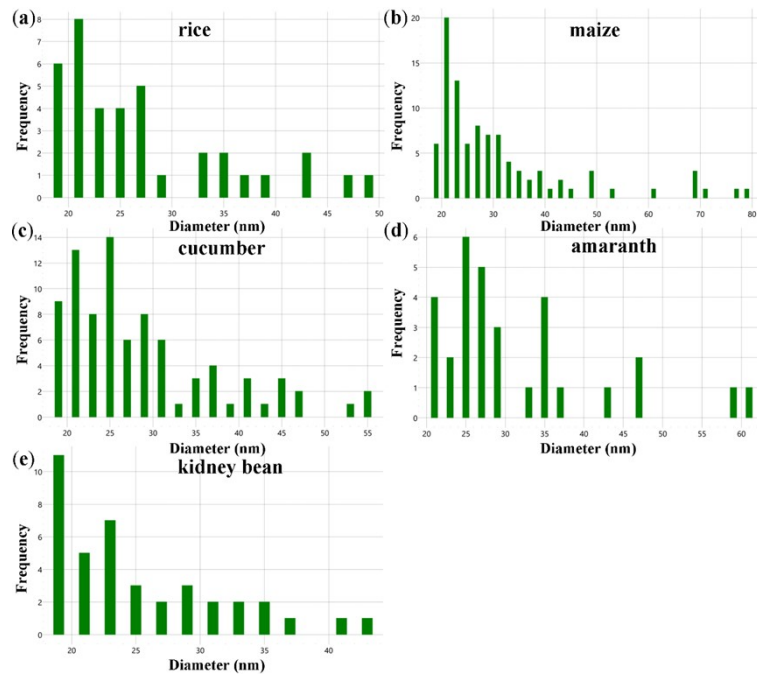 (a)
rice
8
7
6
5
4
3
2
1
0
Frequency
20 25 30 35 40 45 50
Diameter (nm)
(b)
maize
20
15
10
5
0
Frequency
20 30 40 50 60 70 80
Diameter (nm)
(c)
cucumber
14
12
10
8
6
4
2
0
Frequency
20 25 30 35 40 45 50 55
Diameter (nm)
(d)
amaranth
6
5
4
3
2
1
0
Frequency
20 25 30 35 40 45 50 55 60
Diameter (nm)
(e)
kidney bean
10
8
6
4
2
0
Frequency
20 25 30 35 40
Diameter (nm)